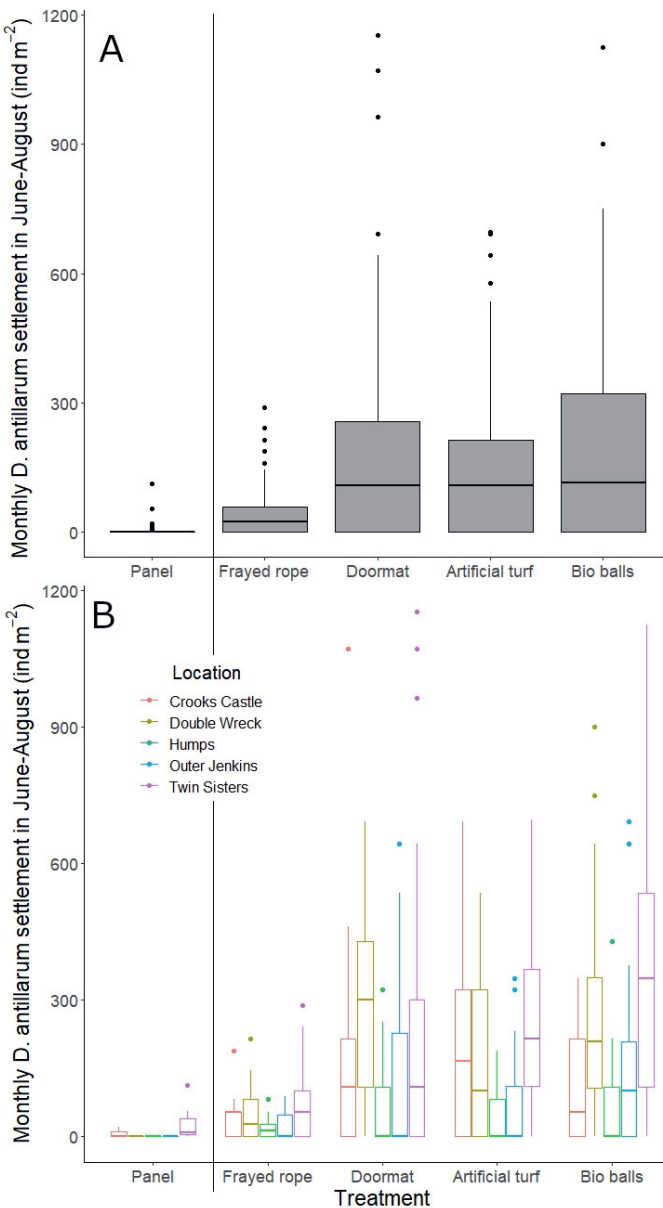 A
Monthly D. antillarum settlement in June-August (ind m−2)
1200
900
600
300
0
Panel Frayed rope Doormat Artificial turf Bio balls
B
Monthly D. antillarum settlement in June-August (ind m−2)
1200
900
600
300
0
Location
Crooks Castle
Double Wreck
Humps
Outer Jenkins
Twin Sisters
Panel Frayed rope Doormat Artificial turf Bio balls
Treatment